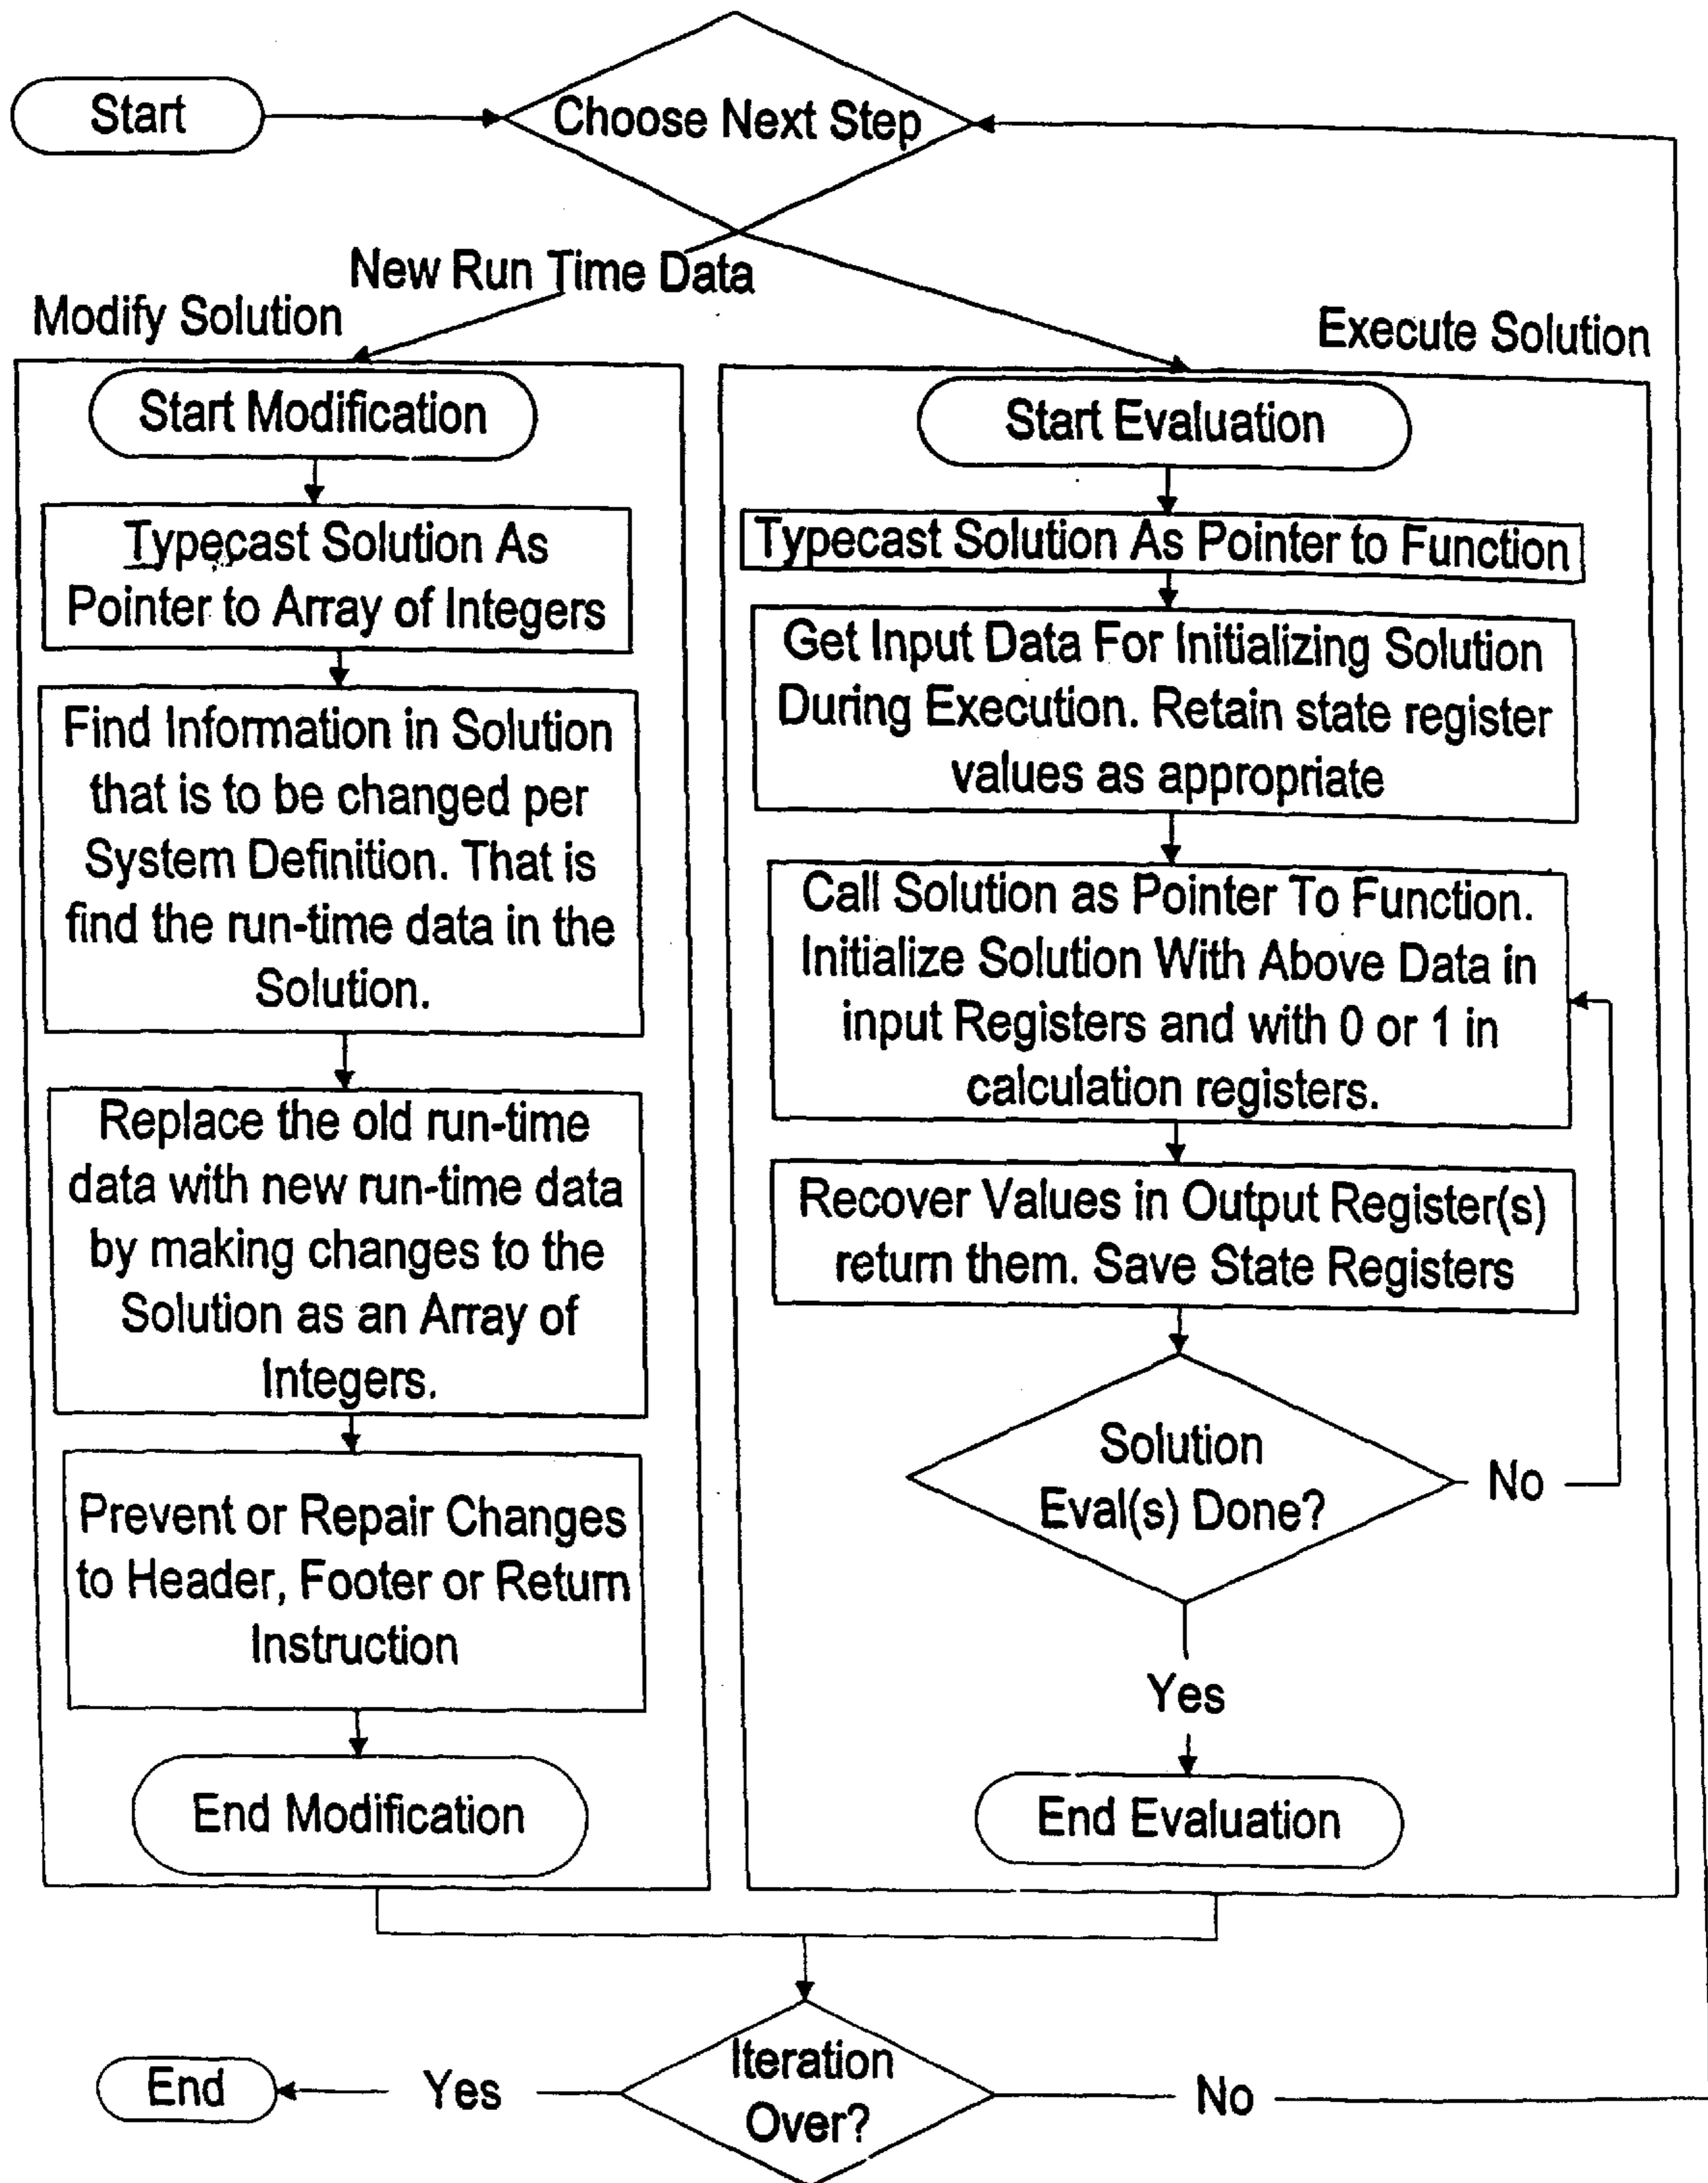 Start
Choose Next Step
New Run Time Data
Modify Solution
Execute Solution
Start Modification
Typecast Solution As
Pointer to Array of Integers
Find Information in Solution
that is to be changed per
System Definition. That is
find the run-time data in the
Solution.
Replace the old run-time
data with new run-time data
by making changes to the
Solution as an Array of
Integers.
Prevent or Repair Changes
to Header, Footer or Return
Instruction
End Modification
Start Evaluation
Typecast Solution As Pointer to Function
Get Input Data For Initializing Solution
During Execution. Retain state register
values as appropriate
Call Solution as Pointer To Function.
Initialize Solution With Above Data in
input Registers and with 0 or 1 in
calculation registers.
Recover Values in Output Register(s)
return them. Save State Registers
Solution
Eval(s) Done?
No
Yes
End Evaluation
Iteration
Over?
Yes
End
No